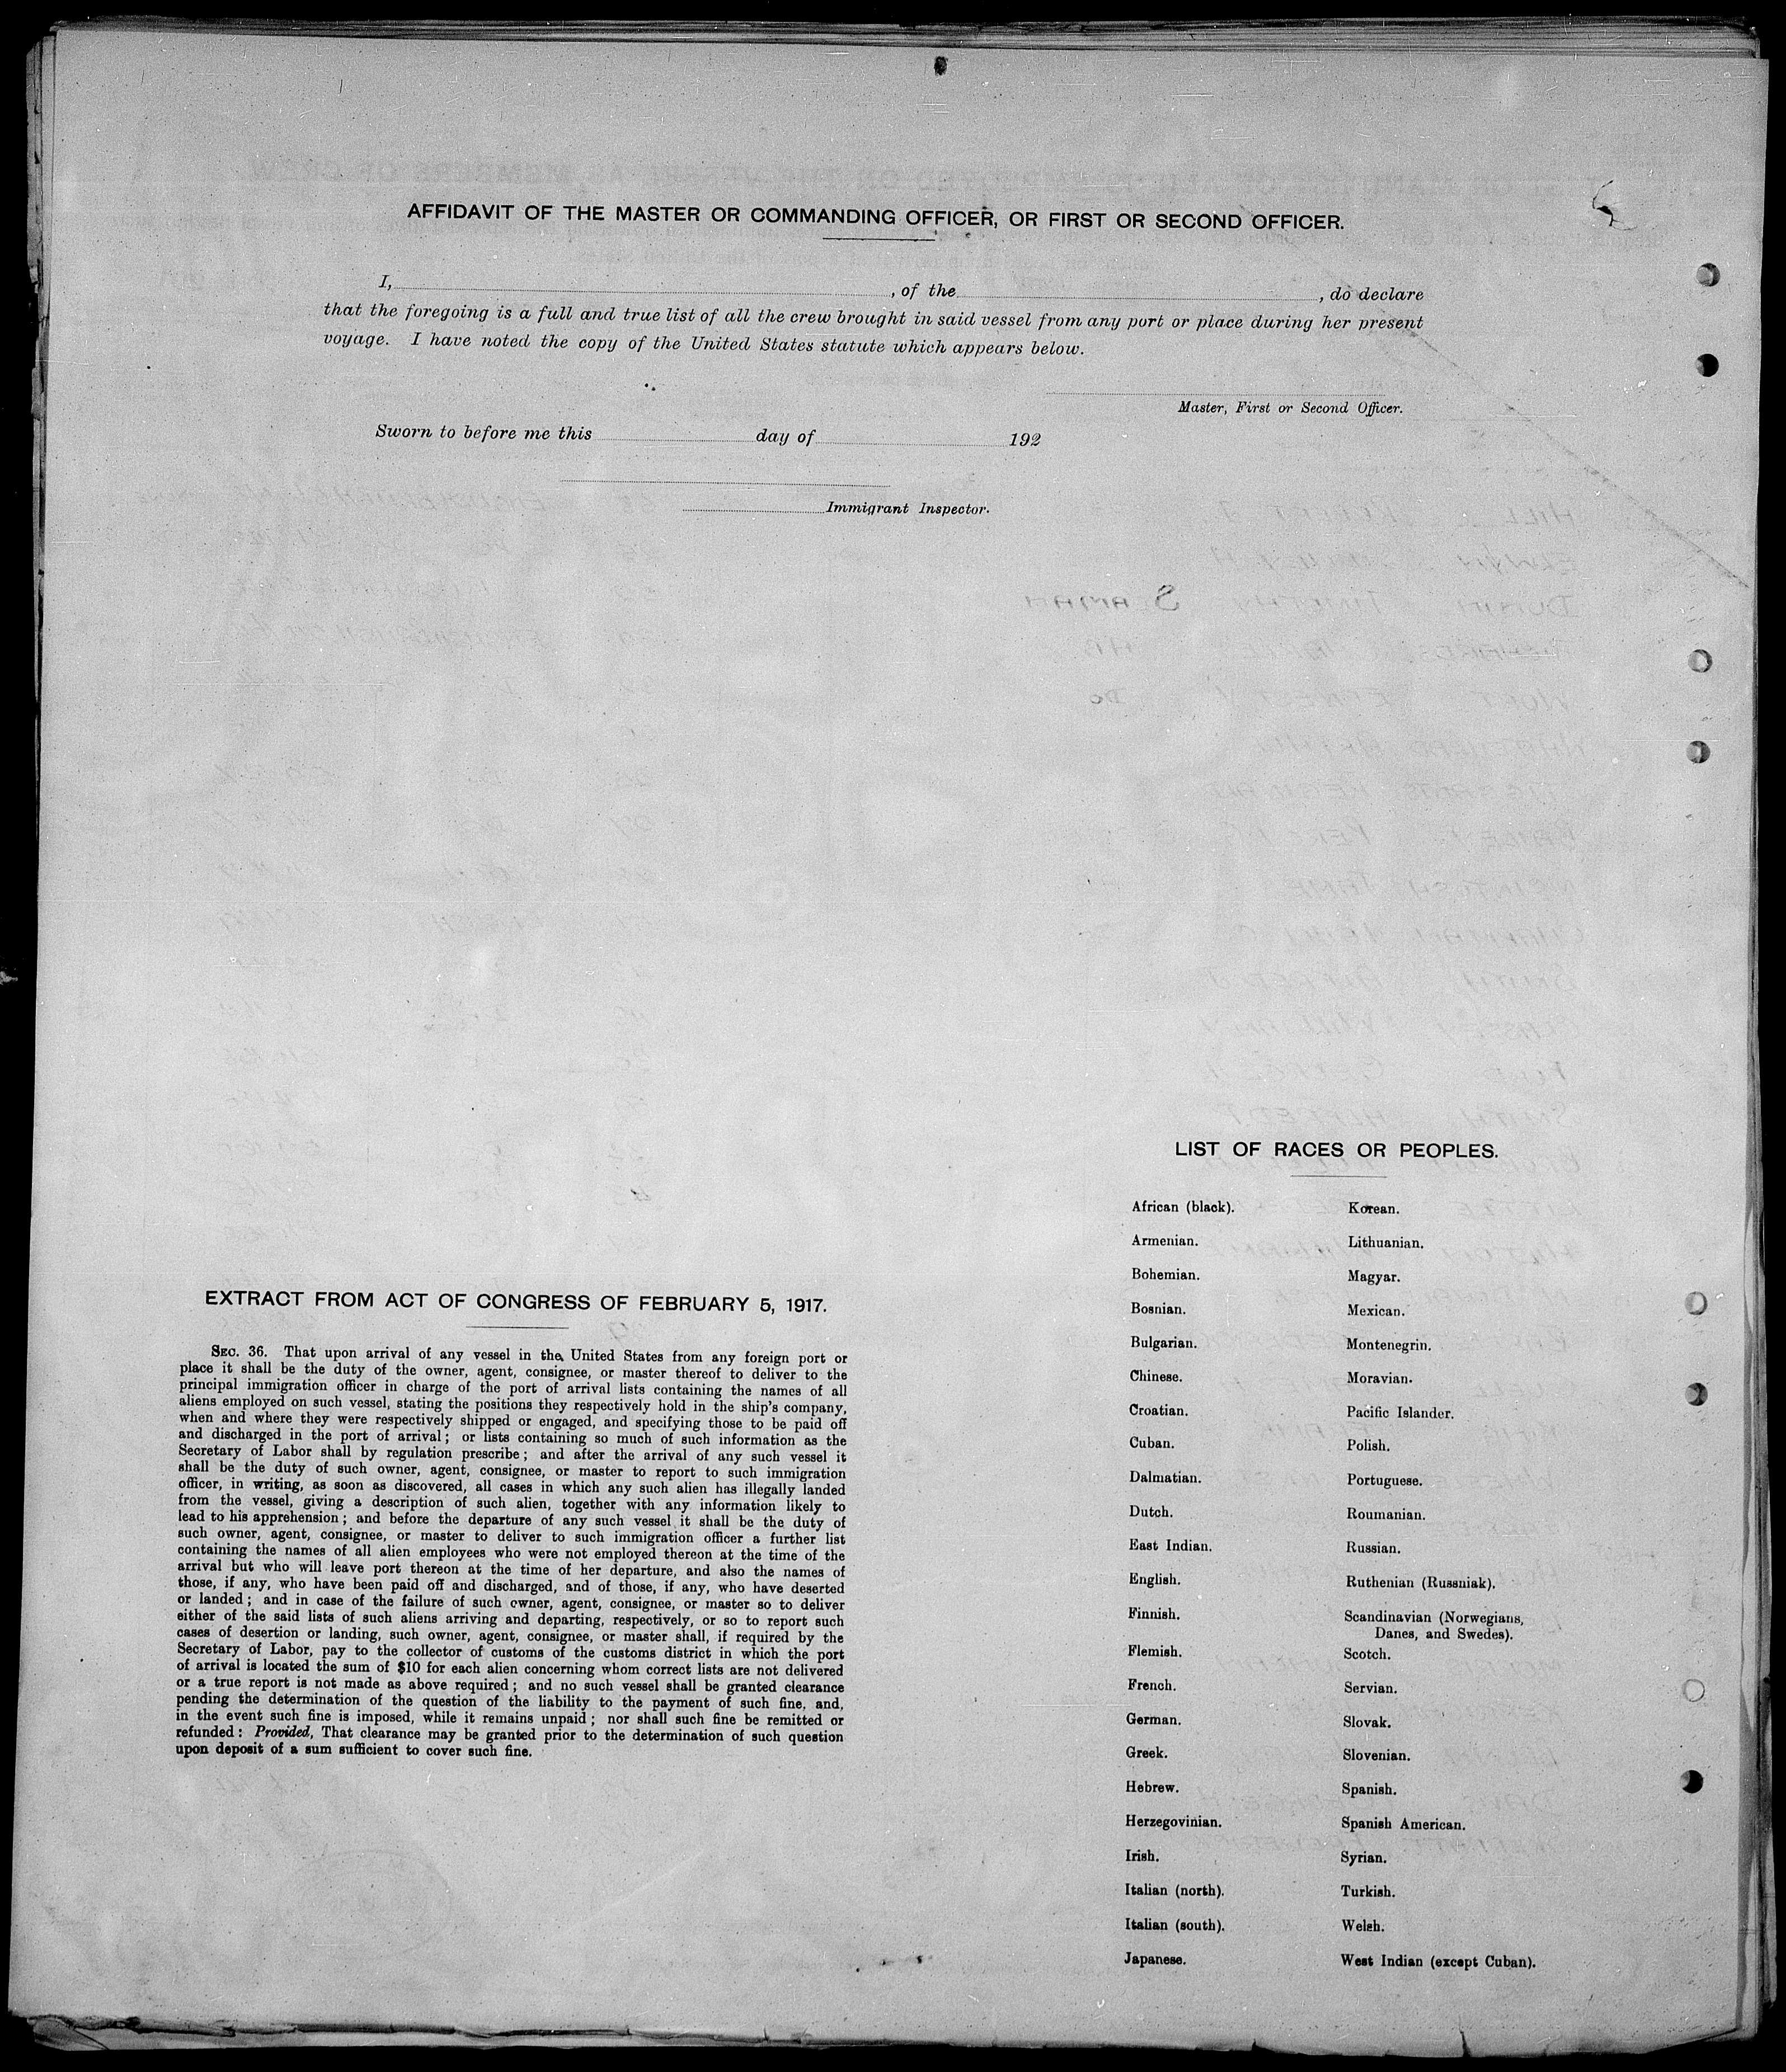 AFFIDAVIT OF THE MASTER OR COMMANDING OFFICER, OR FIRST OR SECOND OFFICER.
I, , of the , do declare
that the foregoing is a full and true list of all the crew brought in said vessel from any port or place during her present
voyage. I have noted the copy of the United States statute which appears below.
Master, First or Second Officer.
Sworn to before me this day of 192
Immigrant Inspector.
EXTRACT FROM ACT OF CONGRESS OF FEBRUARY 5, 1917.
SEC. 36. That upon arrival of any vessel in the United States from any foreign port or
place it shall be the duty of the owner, agent, consignee, or master thereof to deliver to the
principal immigration officer in charge of the port of arrival lists containing the names of all
aliens employed on such vessel, stating the positions they respectively hold in the ship's company,
when and where they were respectively shipped or engaged, and specifying those to be paid off
and discharged in the port of arrival; or lists containing so much of such information as the
Secretary of Labor shall by regulation prescribe; and after the arrival of any such vessel it
shall be the duty of such owner, agent, consignee, or master to report to such immigration
officer, in writing, as soon as discovered, all cases in which any such alien has illegally landed
from the vessel, giving a description of such alien, together with any information likely to
lead to his apprehension; and before the departure of any such vessel it shall be the duty of
such owner, agent, consignee, or master to deliver to such immigration officer a further list
containing the names of all alien employees who were not employed thereon at the time of the
arrival but who will leave port thereon at the time of her departure, and also the names of
those, if any, who have been paid off and discharged, and of those, if any, who have deserted
or landed; and in case of the failure of such owner, agent, consignee, or master so to deliver
either of the said lists of such aliens arriving and departing, respectively, or so to report such
cases of desertion or landing, such owner, agent, consignee, or master shall, if required by the
Secretary of Labor, pay to the collector of customs of the customs district in which the port
of arrival is located the sum of $10 for each alien concerning whom correct lists are not delivered
or a true report is not made as above required; and no such vessel shall be granted clearance
pending the determination of the question of the liability to the payment of such fine, and,
in the event such fine is imposed, while it remains unpaid; nor shall such fine be remitted or
refunded: Provided, That clearance may be granted prior to the determination of such question
upon deposit of a sum sufficient to cover such fine.
LIST OF RACES OR PEOPLES.
African (black).
Armenian.
Bohemian.
Bosnian.
Bulgarian.
Chinese.
Croatian.
Cuban.
Dalmatian.
Dutch.
East Indian.
English.
Finnish.
Flemish.
French.
German.
Greek.
Hebrew.
Herzegovinian.
Irish.
Italian (north).
Italian (south).
Japanese.
Korean.
Lithuanian.
Magyar.
Mexican.
Montenegrin.
Moravian.
Pacific Islander.
Polish.
Portuguese.
Roumanian.
Russian.
Ruthenian (Russniak).
Scandinavian (Norwegians,
Danes, and Swedes).
Scotch.
Servian.
Slovak.
Slovenian.
Spanish.
Spanish American.
Syrian.
Turkish.
Welsh.
West Indian (except Cuban).